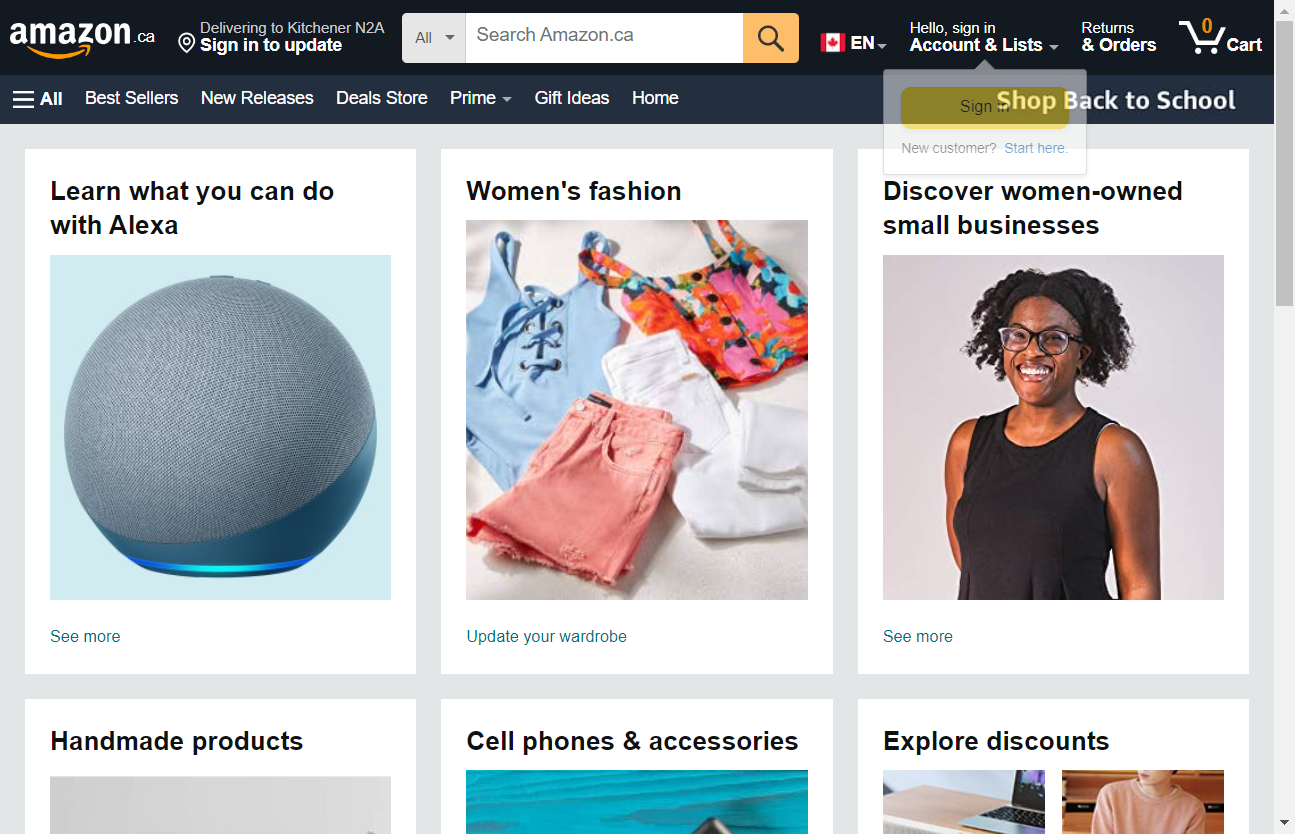 amazon.ca
Delivering to Kitchener N2A
Sign in to update
All
Search Amazon.ca
EN
Hello, sign in
Account & Lists
Returns
& Orders
0
Cart
All
Best Sellers
New Releases
Deals Store
Prime
Gift Ideas
Home
Shop Back to School
Sign in
New customer? Start here.
Learn what you can do
with Alexa
See more
Women's fashion
Update your wardrobe
Discover women-owned
small businesses
See more
Handmade products
Cell phones & accessories
Explore discounts